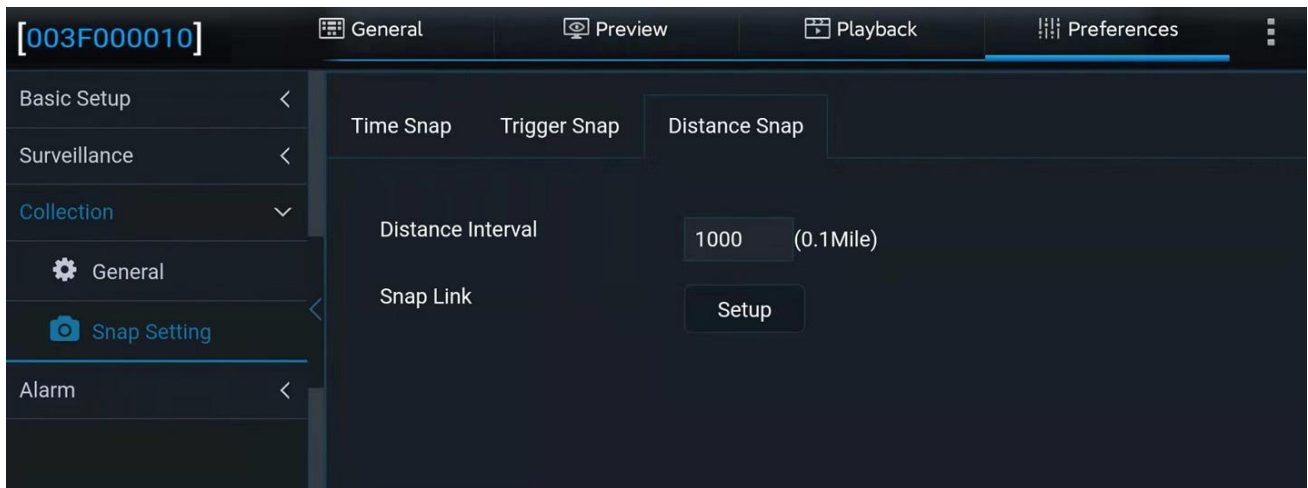 [003F000010]
General
Preview
Playback
Preferences
Basic Setup
Surveillance
Collection
General
Snap Setting
Alarm
Time Snap
Trigger Snap
Distance Snap
Distance Interval
1000 (0.1Mile)
Snap Link
Setup